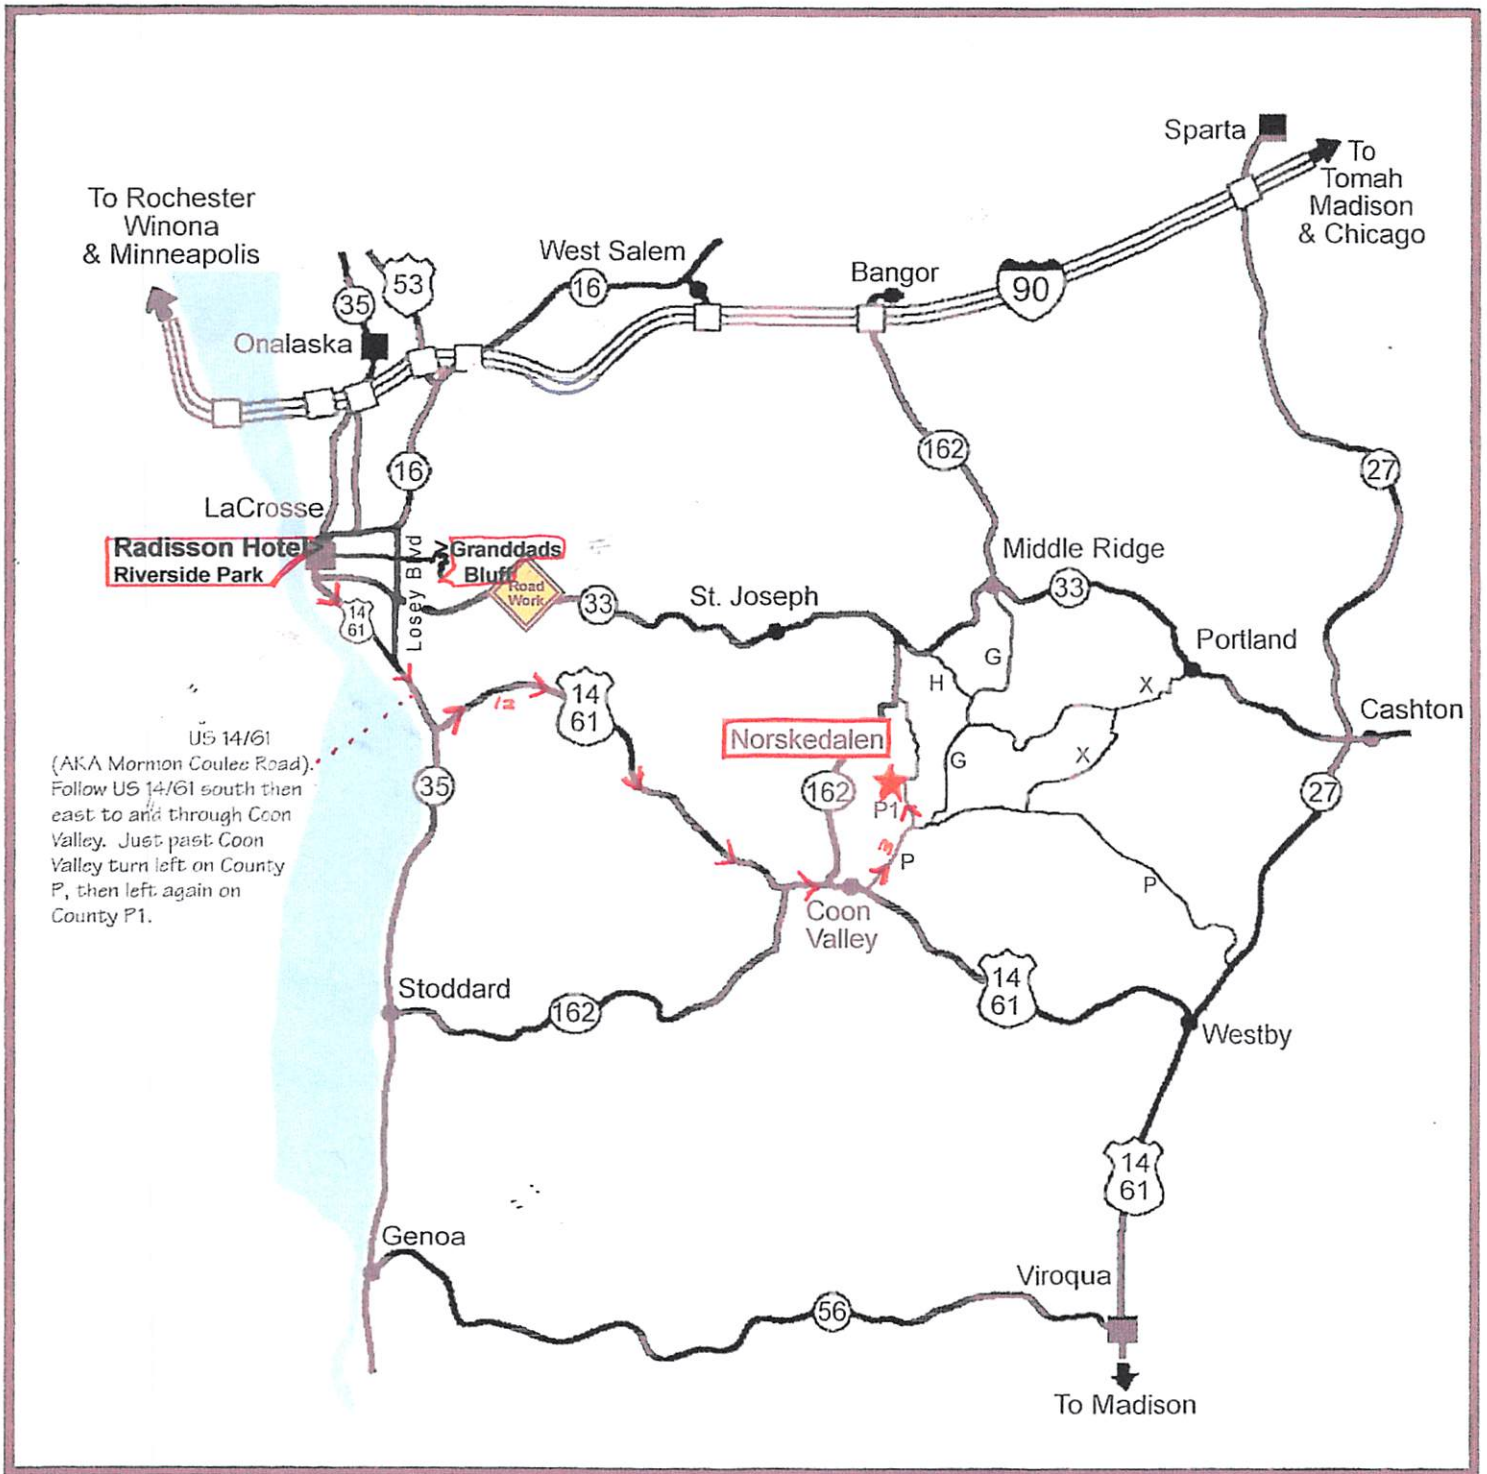 Sparta
To
Tomah
Madison
& Chicago
To Rochester
Winona
& Minneapolis
West Salem
53
16
Bangor
90
35
Onalaska
162
16
27
LaCrosse
Radisson Hotel
Riverside Park
Granddads
Bluff
Losey Blvd
Road
Work
Middle Ridge
33
33
St. Joseph
14
61
Portland
G
H
X
12
14
61
Cashton
US 14/61
(AKA Mormon Coulee Road).
Follow US 14/61 south then
east to and through Coon
Valley. Just past Coon
Valley turn left on County
P, then left again on
County P1.
Norskedalen
G
X
35
162
P1
27
3
P
P
Coon
Valley
Stoddard
162
14
61
Westby
14
61
Genoa
Viroqua
56
To Madison